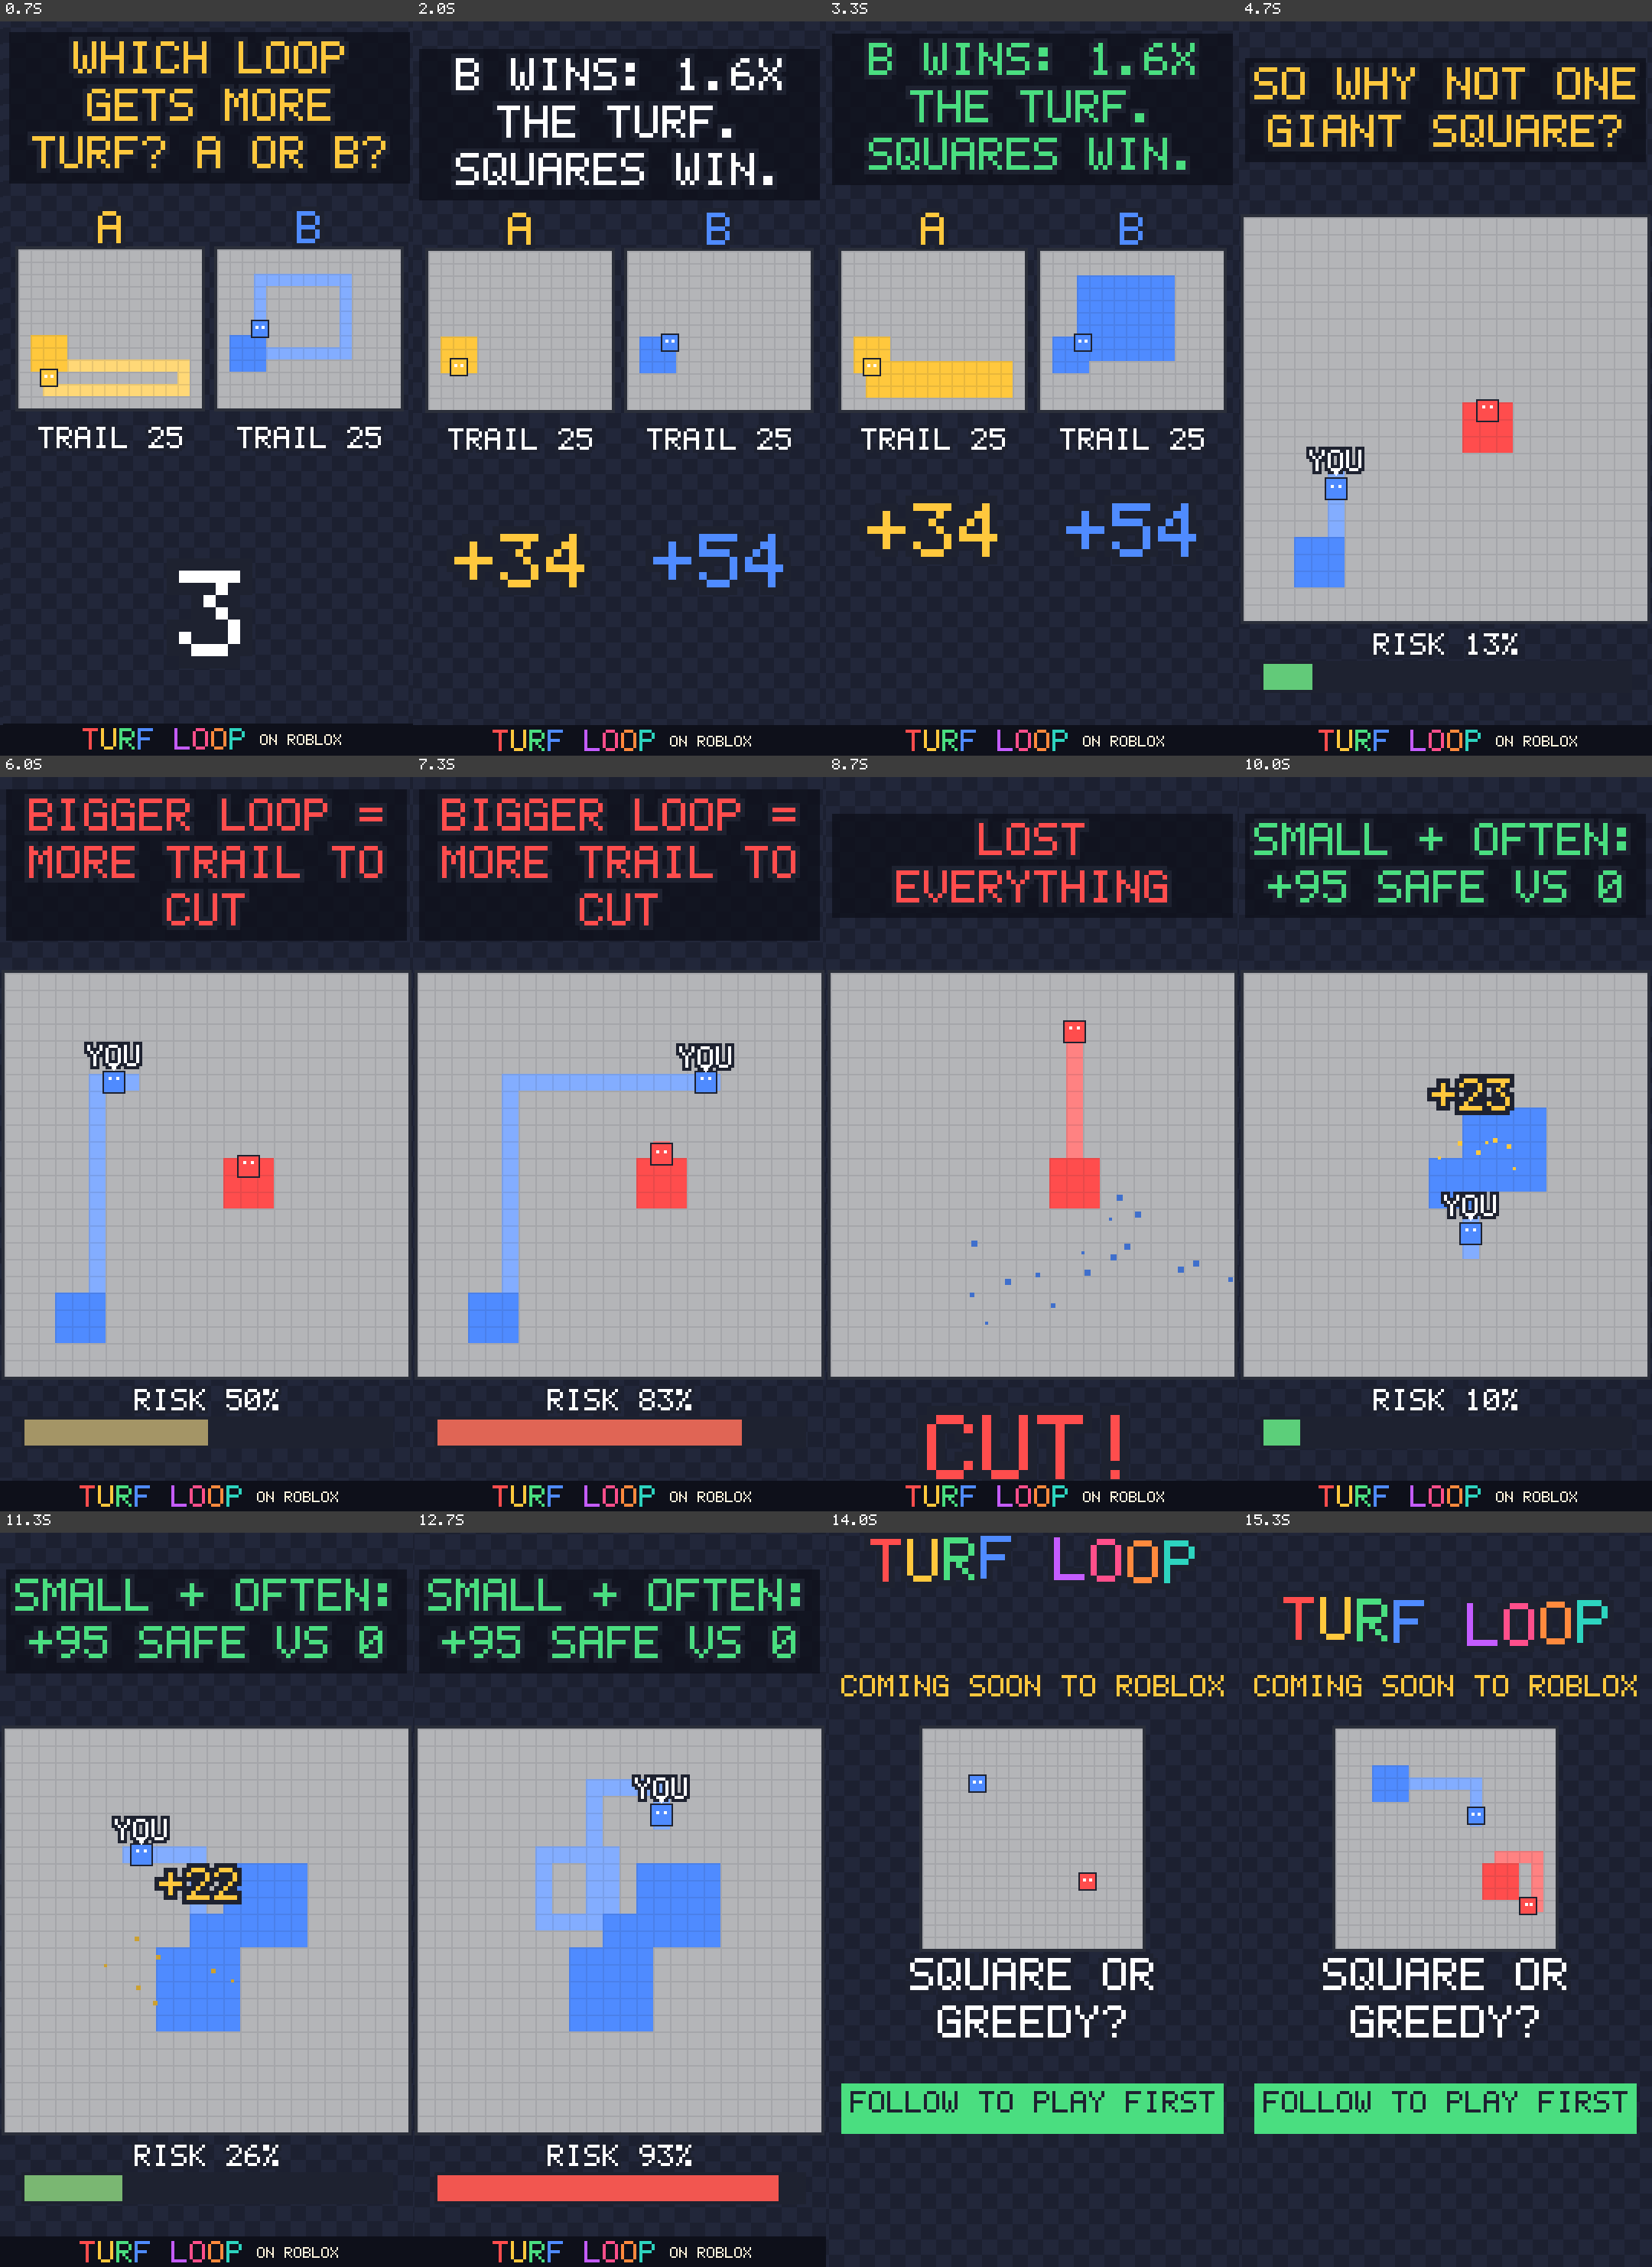 0.7S
WHICH LOOP
GETS MORE
TURF? A OR B?
A B
TRAIL 25 TRAIL 25
3
TURF LOOP ON ROBLOX
2.0S
B WINS: 1.6X
THE TURF.
SQUARES WIN.
A B
TRAIL 25 TRAIL 25
+34 +54
TURF LOOP ON ROBLOX
3.3S
B WINS: 1.6X
THE TURF.
SQUARES WIN.
A B
TRAIL 25 TRAIL 25
+34 +54
TURF LOOP ON ROBLOX
4.7S
SO WHY NOT ONE
GIANT SQUARE?
YOU
RISK 13%
TURF LOOP ON ROBLOX
6.0S
BIGGER LOOP =
MORE TRAIL TO
CUT
YOU
RISK 50%
TURF LOOP ON ROBLOX
7.3S
BIGGER LOOP =
MORE TRAIL TO
CUT
YOU
RISK 83%
TURF LOOP ON ROBLOX
8.7S
LOST
EVERYTHING
CUT!
TURF LOOP ON ROBLOX
10.0S
SMALL + OFTEN:
+95 SAFE VS 0
+23
YOU
RISK 10%
TURF LOOP ON ROBLOX
11.3S
SMALL + OFTEN:
+95 SAFE VS 0
YOU
+22
RISK 26%
TURF LOOP ON ROBLOX
12.7S
SMALL + OFTEN:
+95 SAFE VS 0
YOU
RISK 93%
TURF LOOP ON ROBLOX
14.0S
TURF LOOP
COMING SOON TO ROBLOX
SQUARE OR
GREEDY?
FOLLOW TO PLAY FIRST
15.3S
TURF LOOP
COMING SOON TO ROBLOX
SQUARE OR
GREEDY?
FOLLOW TO PLAY FIRST